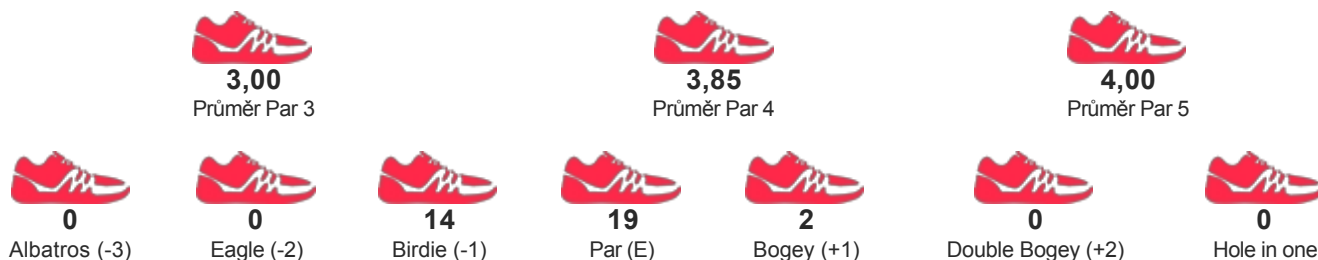 3,00
Průměr Par 3
3,85
Průměr Par 4
4,00
Průměr Par 5
0
Albatros (-3)
0
Eagle (-2)
14
Birdie (-1)
19
Par (E)
2
Bogey (+1)
0
Double Bogey (+2)
0
Hole in one